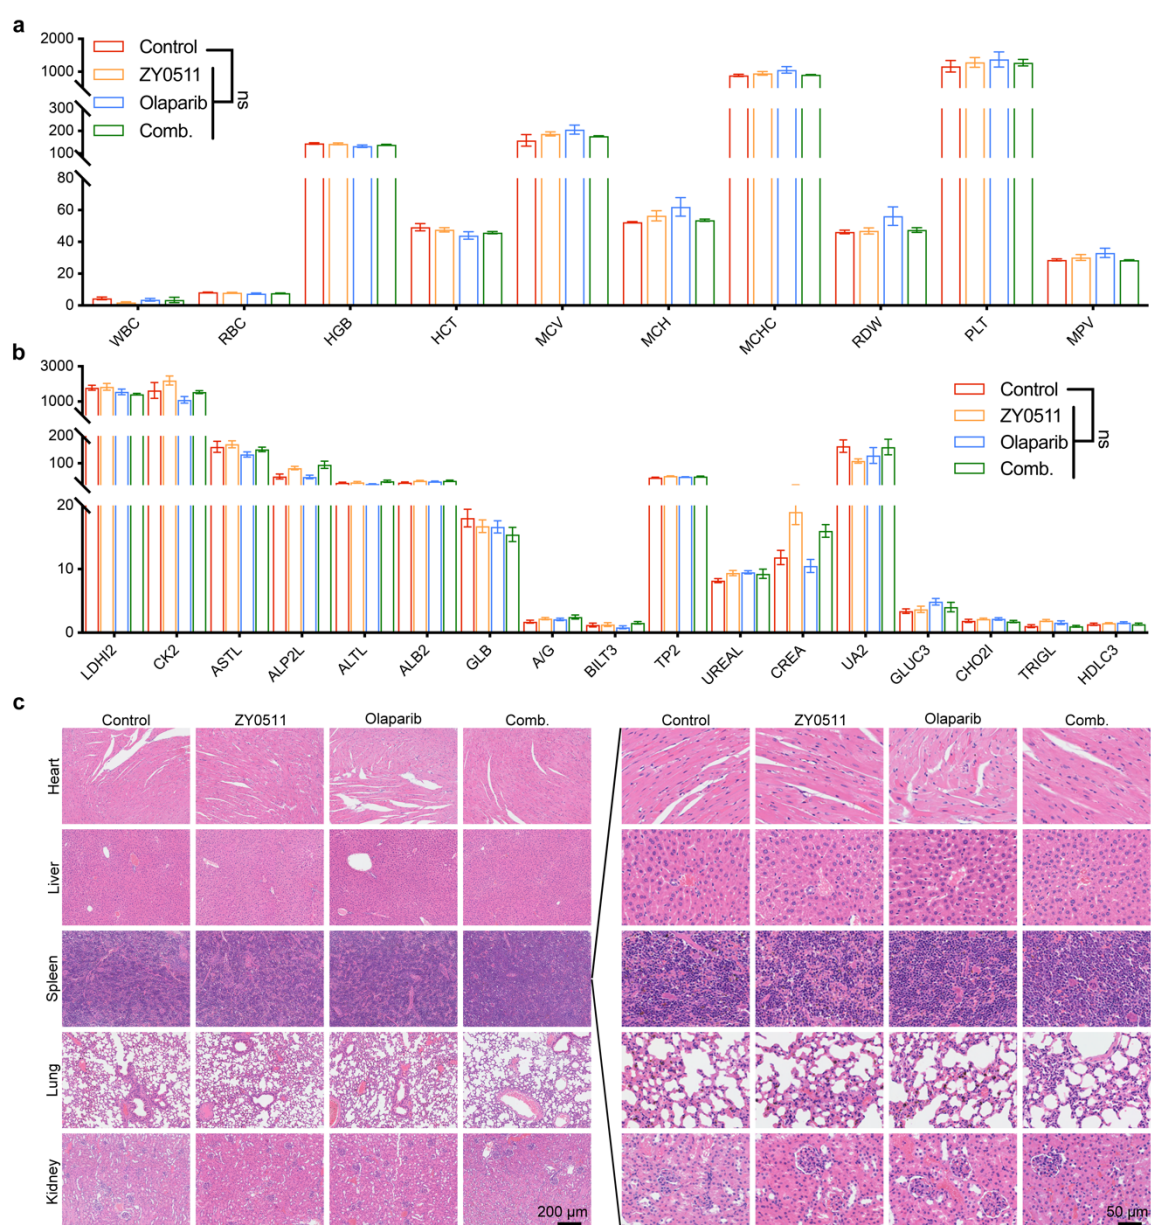 a
2000
1000
300
200
100
80
60
40
20
0
Control
ZY0511
Olaparib
Comb.
ns
WBC
RBC
HGB
HCT
MCV
MCH
MCHC
RDW
PLT
MPV
b
3000
1000
200
100
20
10
0
Control
ZY0511
Olaparib
Comb.
ns
LDHI2
CK2
ASTL
ALP2L
ALTL
ALB2
GLB
A/G
BILT3
TP2
UREAL
CREA
UA2
GLUC3
CHO2I
TRIGL
HDLC3
c
Control ZY0511 Olaparib Comb. Control ZY0511 Olaparib Comb.
Heart
Liver
Spleen
Lung
Kidney
200 μm
50 μm